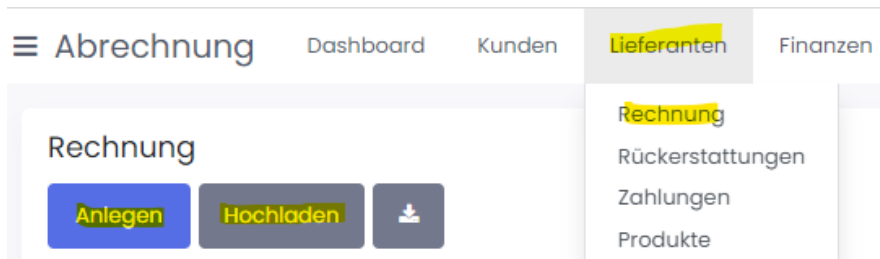 Abrechnung Dashboard Kunden Lieferanten Finanzen
Rechnung
Rückerstattungen
Zahlungen
Produkte
Rechnung
Anlegen Hochladen